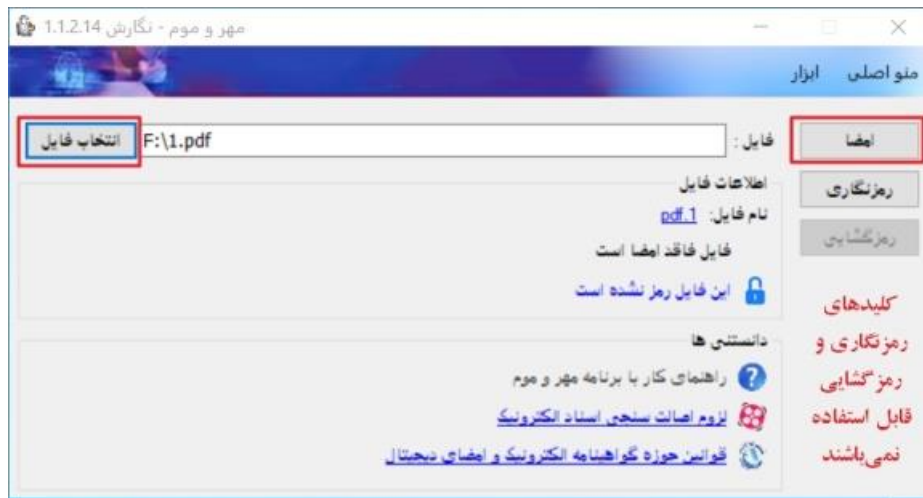 مهر و موم - نگارش 1.1.2.14
منو اصلی ابزار
امضا
فایل :
F:\1.pdf
انتخاب فایل
رمزنگاری
رمزگشایی
اطلاعات فایل
نام فایل: 1.pdf
فایل فاقد امضا است
این فایل رمز نشده است
کلیدهای
رمزنگاری و
رمزگشایی
قابل استفاده
نمی‌باشند
دانستنی ها
راهنمای کار با برنامه مهر و موم
لزوم اصالت سنجی اسناد الکترونیک
قوانین حوزه گواهینامه الکترونیک و امضای دیجیتال